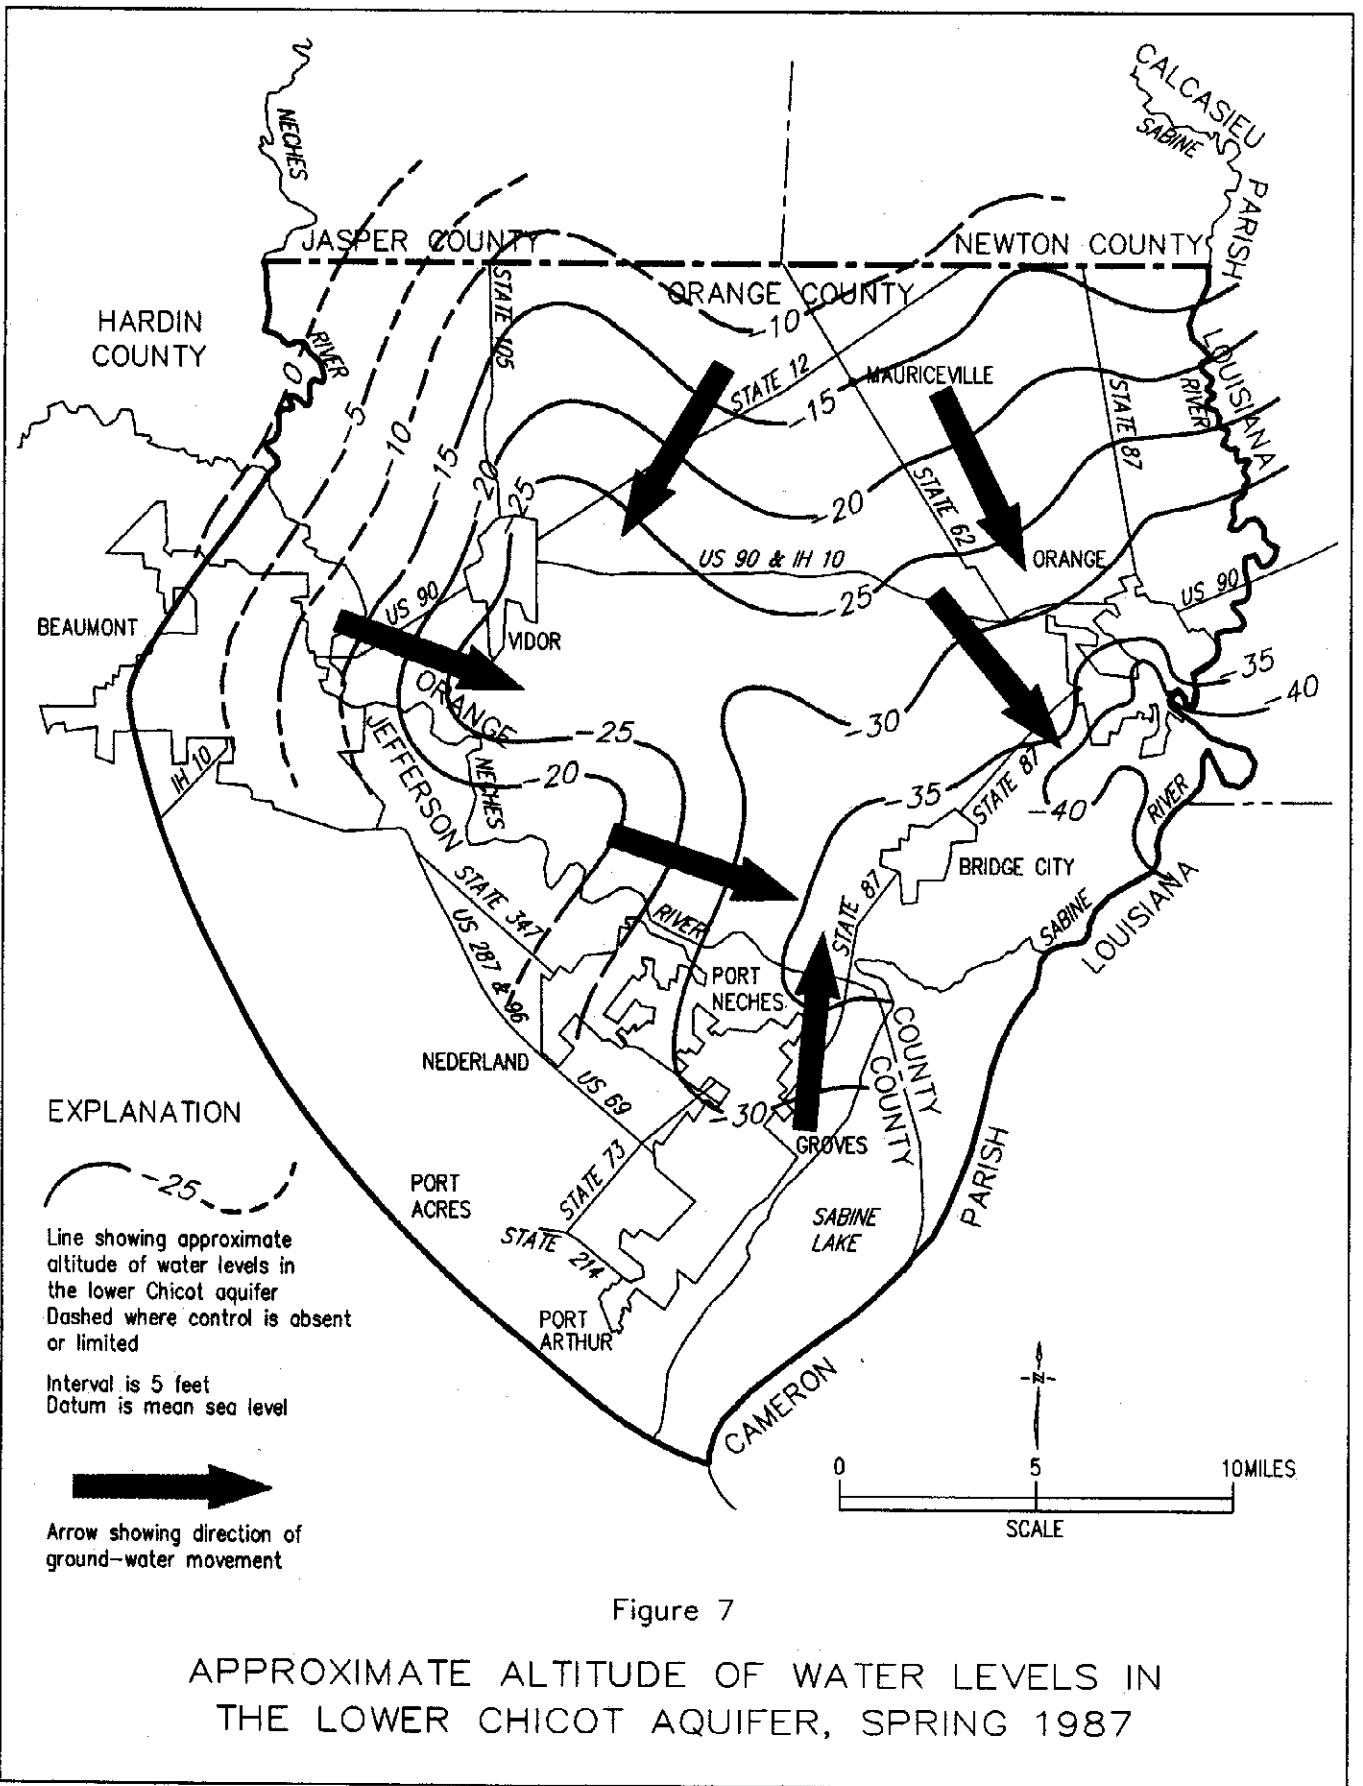 CALCASIEU
SABINE
PARISH
NECHES
JASPER COUNTY
NEWTON COUNTY
ORANGE COUNTY
HARDIN
COUNTY
RIVER
STATE 105
-10
STATE 12
MAURICEVILLE
-15
LOUISIANA
RIVER
STATE 87
0
-5
-10
-15
20
25
-20
STATE 62
US 90 & IH 10
ORANGE
-25
US 90
US 90
BEAUMONT
VIDOR
ORANGE
JEFFERSON
-35
-40
-30
-25
-20
NECHES
IH 10
-35
STATE 87
-40
RIVER
BRIDGE CITY
STATE 347
US 287 & 96
STATE 87
RIVER
SABINE
LOUISIANA
PORT
NECHES
COUNTY
COUNTY
NEDERLAND
US 69
-30
GROVES
STATE 73
PORT
ACRES
STATE 214
SABINE
LAKE
PARISH
PORT
ARTHUR
CAMERON
EXPLANATION
-25
Line showing approximate
altitude of water levels in
the lower Chicot aquifer
Dashed where control is absent
or limited
Interval is 5 feet
Datum is mean sea level
Arrow showing direction of
ground-water movement
-N-
0 5 10MILES
SCALE
Figure 7
APPROXIMATE ALTITUDE OF WATER LEVELS IN
THE LOWER CHICOT AQUIFER, SPRING 1987